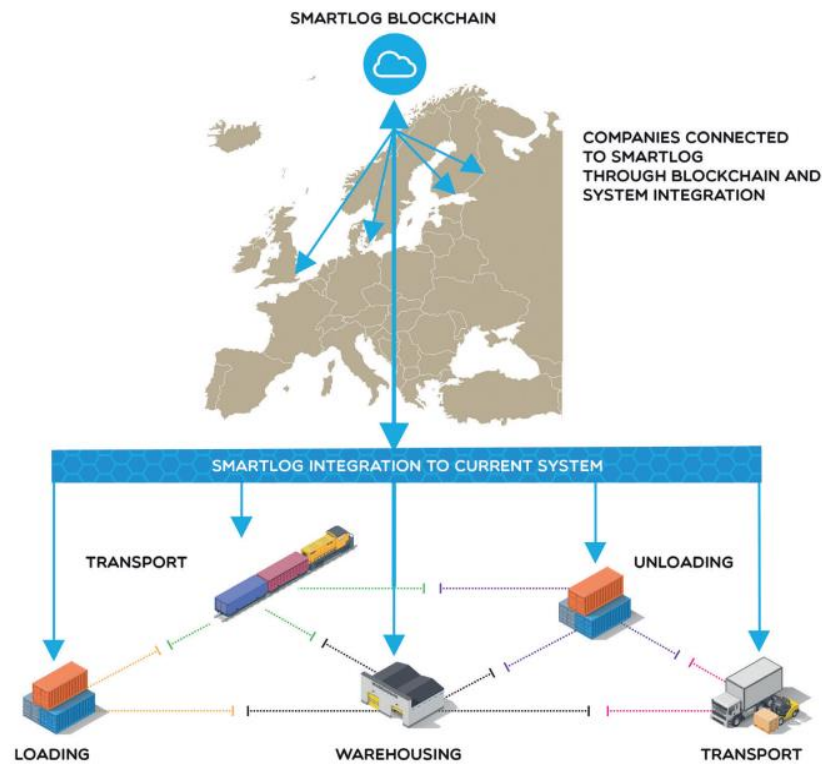 SMARTLOG BLOCKCHAIN
COMPANIES CONNECTED
TO SMARTLOG
THROUGH BLOCKCHAIN AND
SYSTEM INTEGRATION
SMARTLOG INTEGRATION TO CURRENT SYSTEM
TRANSPORT
UNLOADING
LOADING
WAREHOUSING
TRANSPORT